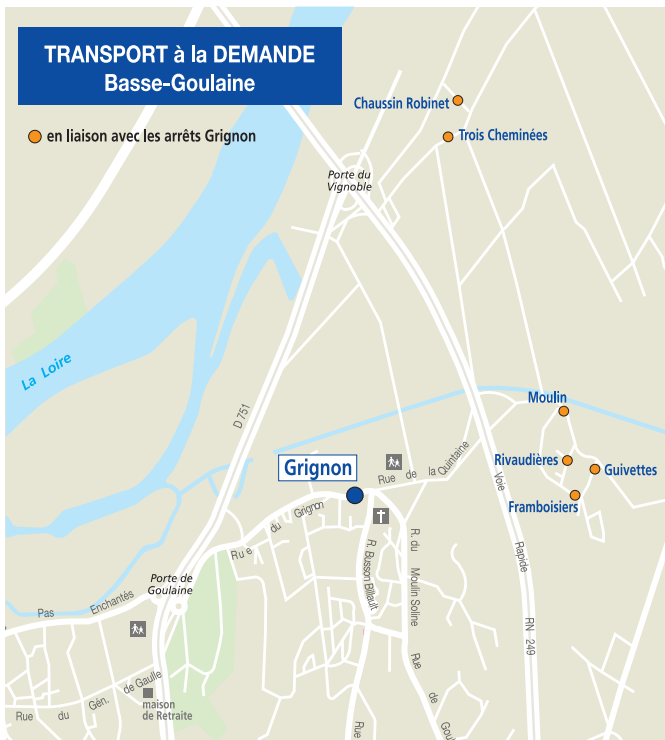 TRANSPORT à la DEMANDE
Basse-Goulaine
en liaison avec les arrêts Grignon
Chaussin Robinet
Trois Cheminées
Porte du
Vignoble
La Loire
D 751
Moulin
Rivaudières
Guivettes
Framboisiers
Grignon
Rue de la Quintaine
Voie Rapide RN 249
Rue du Grignon
R. Busson Billault
Rue
R. du Moulin Soline
Rue de Gou
Porte de
Goulaine
Pas Enchantés
Rue du Gén. de Gaulle
maison
de Retraite